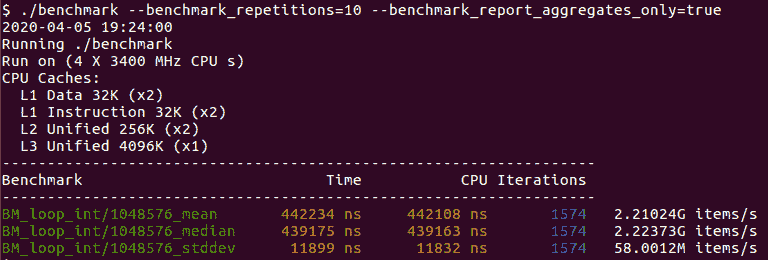 $ ./benchmark --benchmark_repetitions=10 --benchmark_report_aggregates_only=true
2020-04-05 19:24:00
Running ./benchmark
Run on (4 X 3400 MHz CPU s)
CPU Caches:
  L1 Data 32K (x2)
  L1 Instruction 32K (x2)
  L2 Unified 256K (x2)
  L3 Unified 4096K (x1)
----------------------------------------------------------------------
Benchmark                               Time             CPU Iterations
----------------------------------------------------------------------
BM_loop_int/1048576_mean       442234 ns     442108 ns       1574   2.21024G items/s
BM_loop_int/1048576_median     439175 ns     439163 ns       1574   2.22373G items/s
BM_loop_int/1048576_stddev      11899 ns      11832 ns       1574   58.0012M items/s